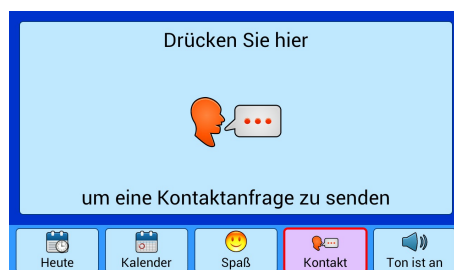 Drücken Sie hier
um eine Kontaktanfrage zu senden
Heute
Kalender
Spaß
Kontakt
Ton ist an